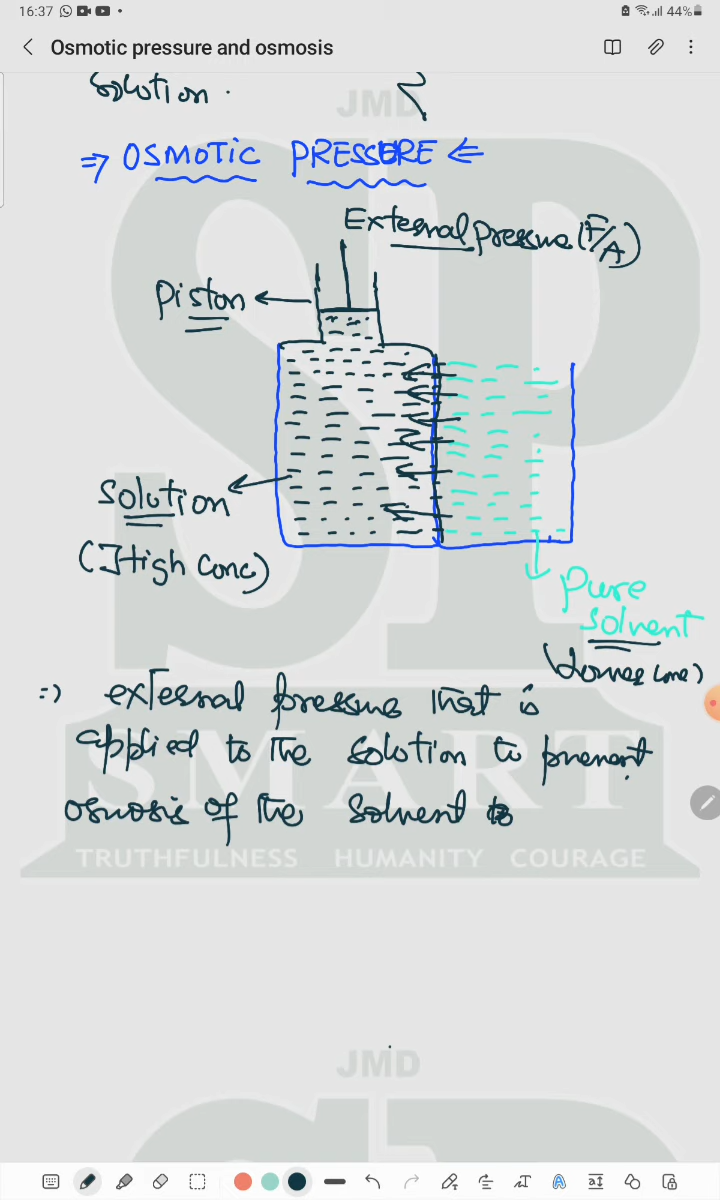 16:37
44%
Osmotic pressure and osmosis
solution.
JMD
⇒ OSMOTIC PRESSURE ⇐
External pressure (F/A)
Piston
Solution
(High conc)
Pure
solvent
(lower conc)
⇒ external pressure that is
applied to the solution to prevent
osmosis of the solvent to
SMART
TRUTHFULNESS HUMANITY COURAGE
JMD